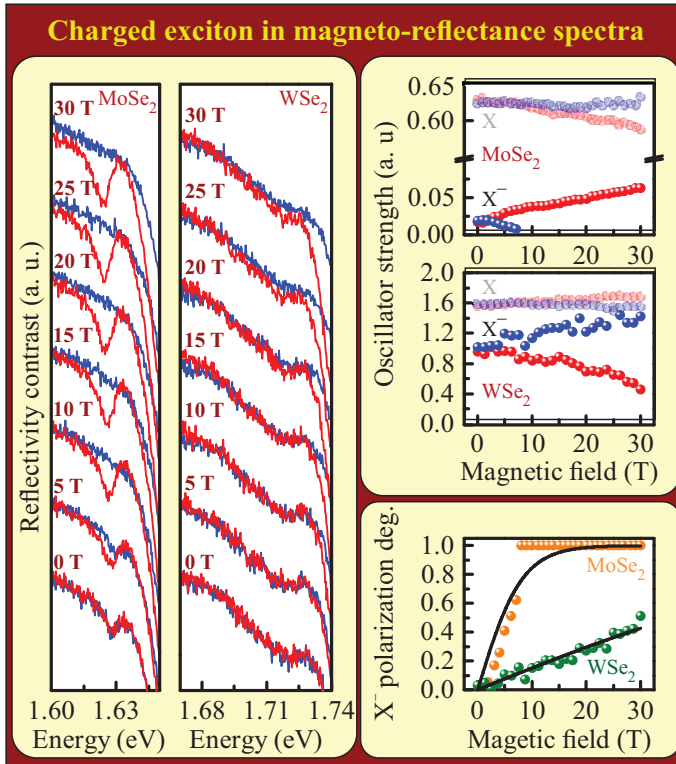 Charged exciton in magneto-reflectance spectra
Reflectivity contrast (a. u.)
MoSe₂
30 T
25 T
20 T
15 T
10 T
5 T
0 T
1.60 1.63
Energy (eV)
WSe₂
30 T
25 T
20 T
15 T
10 T
5 T
0 T
1.68 1.71 1.74
Energy (eV)
Oscillator strength (a. u)
0.65
0.60
0.05
0.00
X
MoSe₂
X⁻
2.0
1.6
1.2
0.8
0.4
0.0
X
X⁻
WSe₂
0 10 20 30
Magnetic field (T)
X⁻ polarization deg.
1.0
0.8
0.6
0.4
0.2
0.0
MoSe₂
WSe₂
0 10 20 30
Magetic field (T)